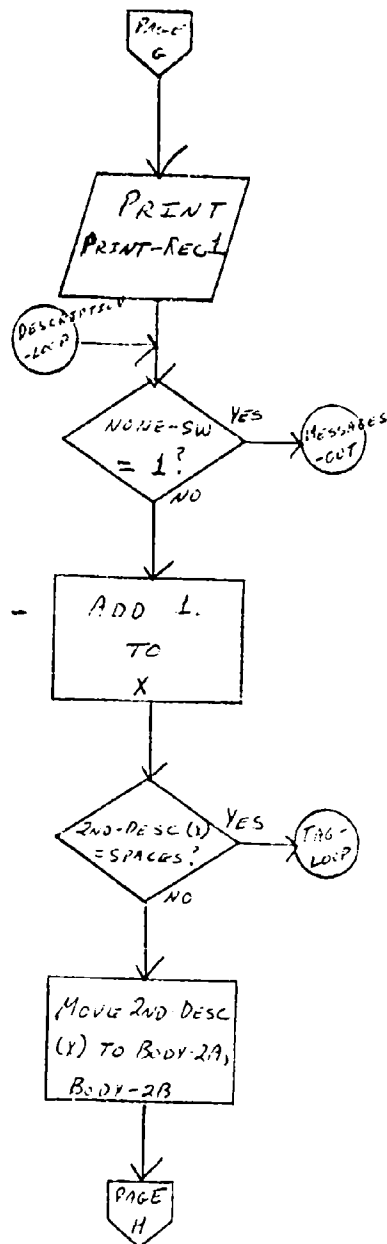 PAGE
G
PRINT
PRINT-REC1
DESCRIPTION
-LOOP
NONE-SW
= 1?
YES
MESSAGES
-OUT
NO
ADD 1.
TO
X
2ND-DESC(X)
=SPACES?
YES
TAG-
LOOP
NO
MOVE 2ND-DESC
(X) TO BODY-2A,
BODY-2B
PAGE
H